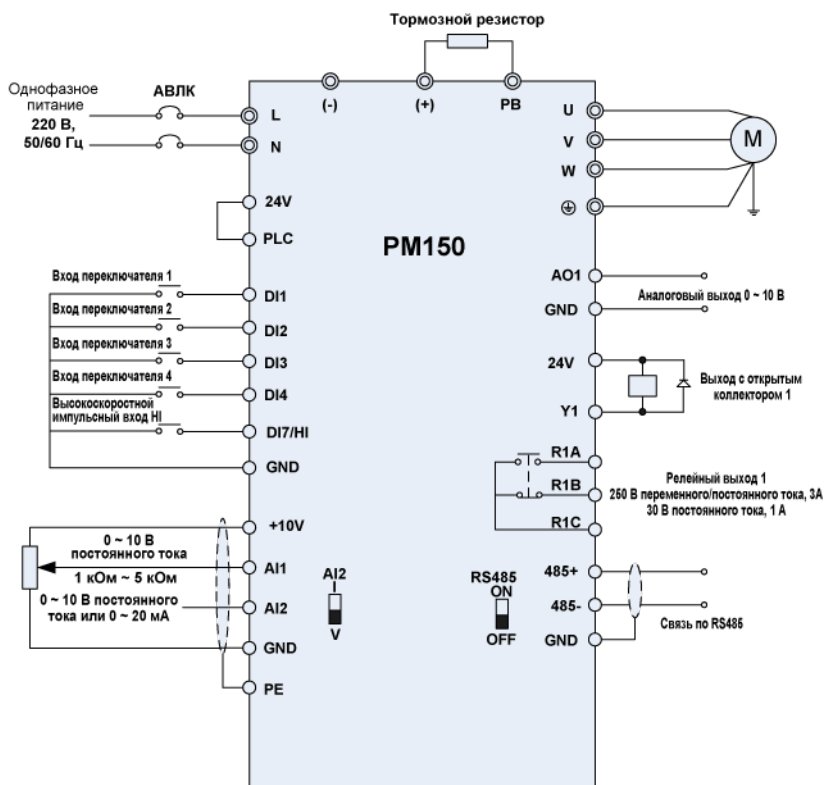 Тормозной резистор
Однофазное
питание
220 В,
50/60 Гц
АВЛК
(-)
(+)
PB
L
N
U
V
W
M
24V
PLC
PM150
Вход переключателя 1
DI1
Вход переключателя 2
DI2
Вход переключателя 3
DI3
Вход переключателя 4
DI4
Высокоскоростной
импульсный вход HI
DI7/HI
GND
AO1
GND
Аналоговый выход 0 ~ 10 В
24V
Y1
Выход с открытым
коллектором 1
R1A
R1B
R1C
Релейный выход 1
250 В переменного/постоянного тока, 3А
30 В постоянного тока, 1 А
+10V
0 ~ 10 В
постоянного тока
AI1
1 кОм ~ 5 кОм
0 ~ 10 В постоянного
тока или 0 ~ 20 мА
AI2
GND
PE
AI2
I
V
RS485
ON
OFF
485+
485-
GND
Связь по RS485